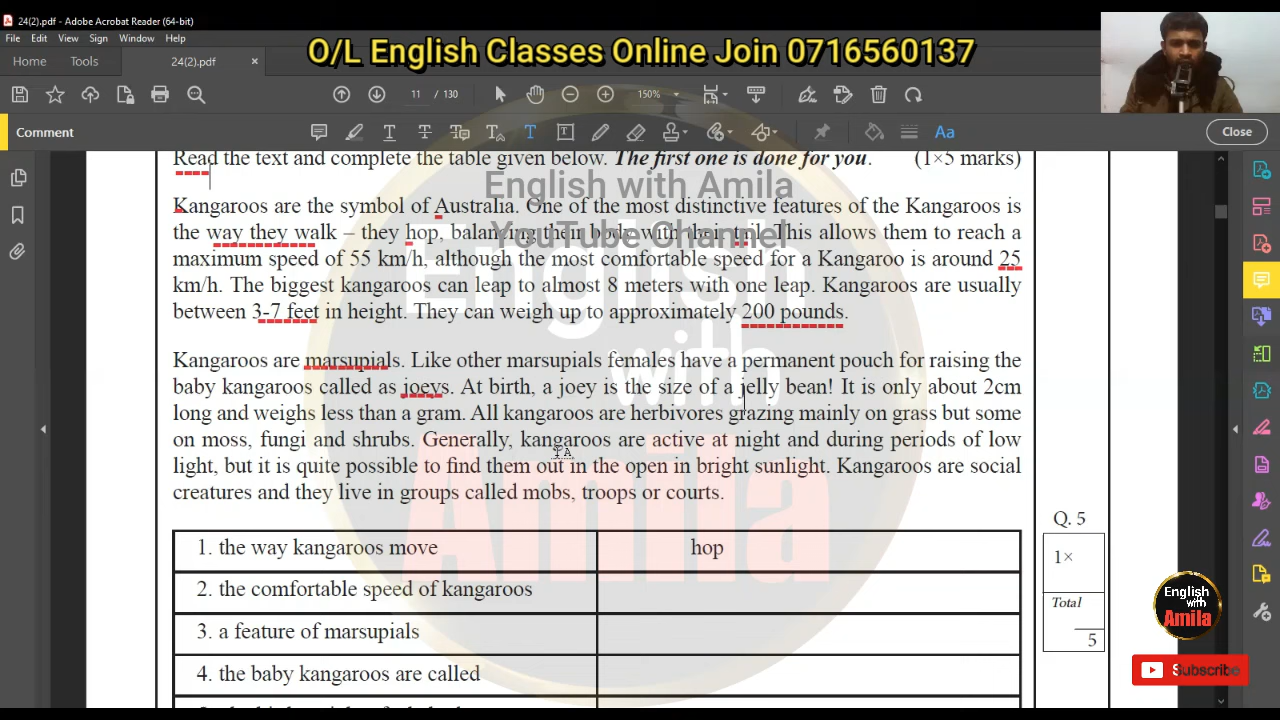 24(2).pdf - Adobe Acrobat Reader (64-bit)
File Edit View Sign Window Help
O/L English Classes Online Join 0716560137
Home Tools 24(2).pdf ×
11 / 130 150%
Comment Close
Read the text and complete the table given below. The first one is done for you. (1×5 marks)
English with Amila
YouTube Channel
Kangaroos are the symbol of Australia. One of the most distinctive features of the Kangaroos is
the way they walk – they hop, balancing their body with their tail. This allows them to reach a
maximum speed of 55 km/h, although the most comfortable speed for a Kangaroo is around 25
km/h. The biggest kangaroos can leap to almost 8 meters with one leap. Kangaroos are usually
between 3-7 feet in height. They can weigh up to approximately 200 pounds.
Kangaroos are marsupials. Like other marsupials females have a permanent pouch for raising the
baby kangaroos called as joeys. At birth, a joey is the size of a jelly bean! It is only about 2cm
long and weighs less than a gram. All kangaroos are herbivores grazing mainly on grass but some
on moss, fungi and shrubs. Generally, kangaroos are active at night and during periods of low
light, but it is quite possible to find them out in the open in bright sunlight. Kangaroos are social
creatures and they live in groups called mobs, troops or courts.
English
with
Amila
1. the way kangaroos move hop
2. the comfortable speed of kangaroos
3. a feature of marsupials
4. the baby kangaroos are called
Q. 5
1×
Total
5
English
with
Amila
Subscribe